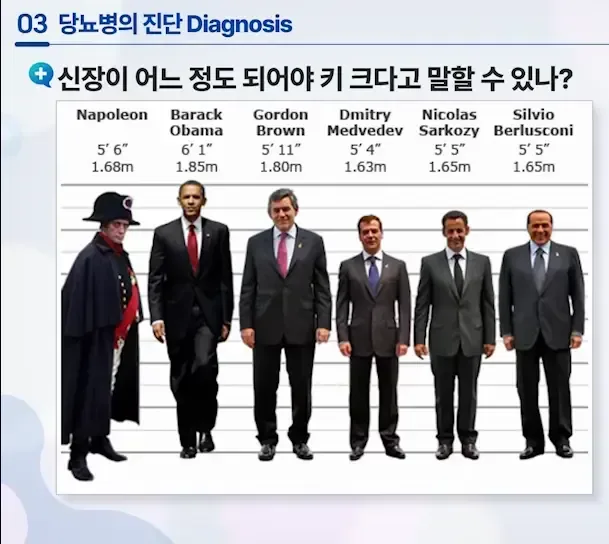 03 당뇨병의 진단 Diagnosis
신장이 어느 정도 되어야 키 크다고 말할 수 있나?
Napoleon
5′ 6″
1.68m
Barack
Obama
6′ 1″
1.85m
Gordon
Brown
5′ 11″
1.80m
Dmitry
Medvedev
5′ 4″
1.63m
Nicolas
Sarkozy
5′ 5″
1.65m
Silvio
Berlusconi
5′ 5″
1.65m